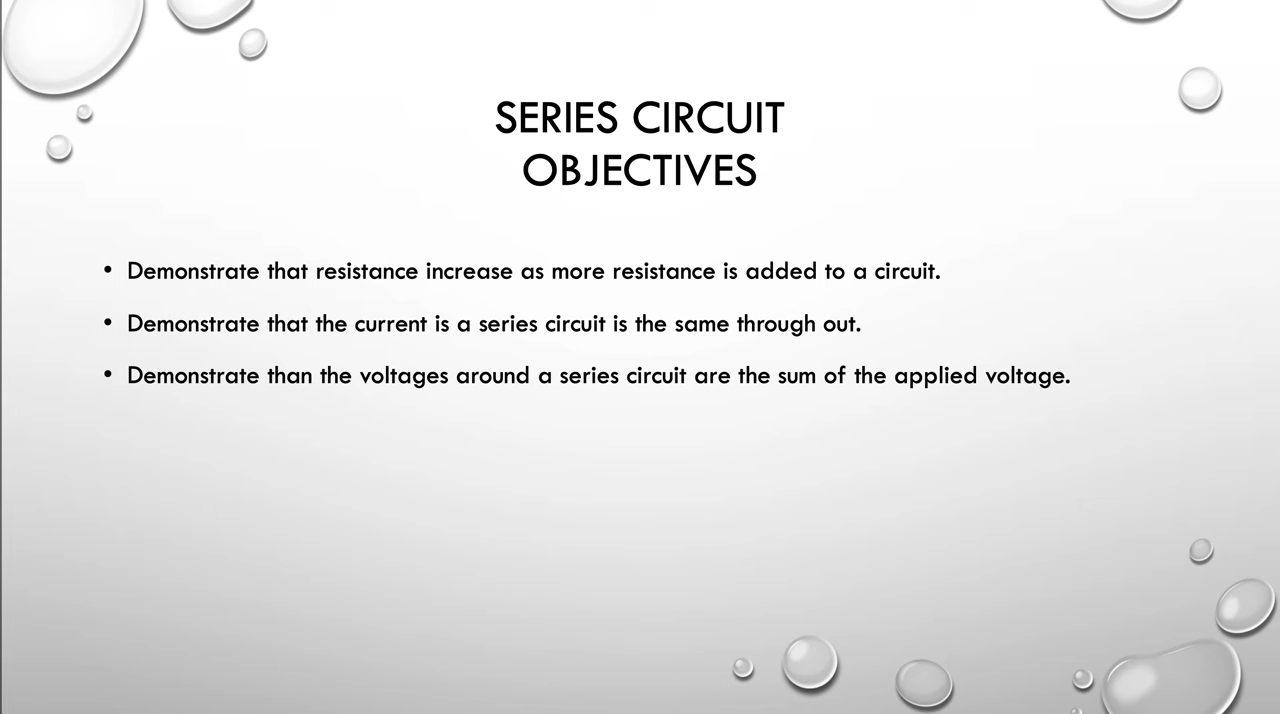 SERIES CIRCUIT
OBJECTIVES
• Demonstrate that resistance increase as more resistance is added to a circuit.
• Demonstrate that the current is a series circuit is the same through out.
• Demonstrate than the voltages around a series circuit are the sum of the applied voltage.